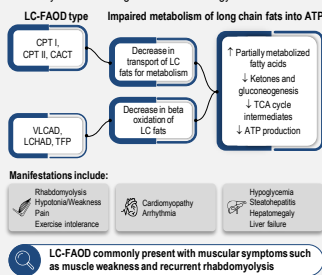 LC-FAOD type
Impaired metabolism of long chain fats into ATP
CPT I,
CPT II, CACT
Decrease in
transport of LC
fats for metabolism
↑ Partially metabolized
fatty acids
↓ Ketones and
gluconeogenesis
↓ TCA cycle
intermediates
↓ ATP production
VLCAD,
LCHAD, TFP
Decrease in beta
oxidation of
LC fats
Manifestations include:
Rhabdomyolysis
Hypotonia/Weakness
Pain
Exercise intolerance
Cardiomyopathy
Arrhythmia
Hypoglycemia
Steatohepatitis
Hepatomegaly
Liver failure
LC-FAOD commonly present with muscular symptoms such
as muscle weakness and recurrent rhabdomyolysis